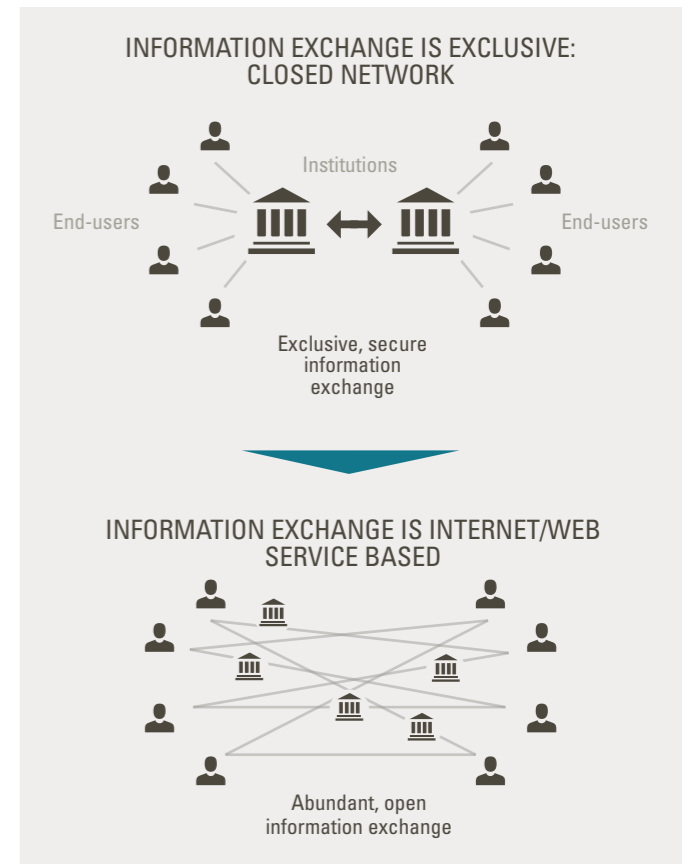 INFORMATION EXCHANGE IS EXCLUSIVE:
CLOSED NETWORK
Institutions
End-users
End-users
Exclusive, secure
information
exchange
INFORMATION EXCHANGE IS INTERNET/WEB
SERVICE BASED
Abundant, open
information exchange